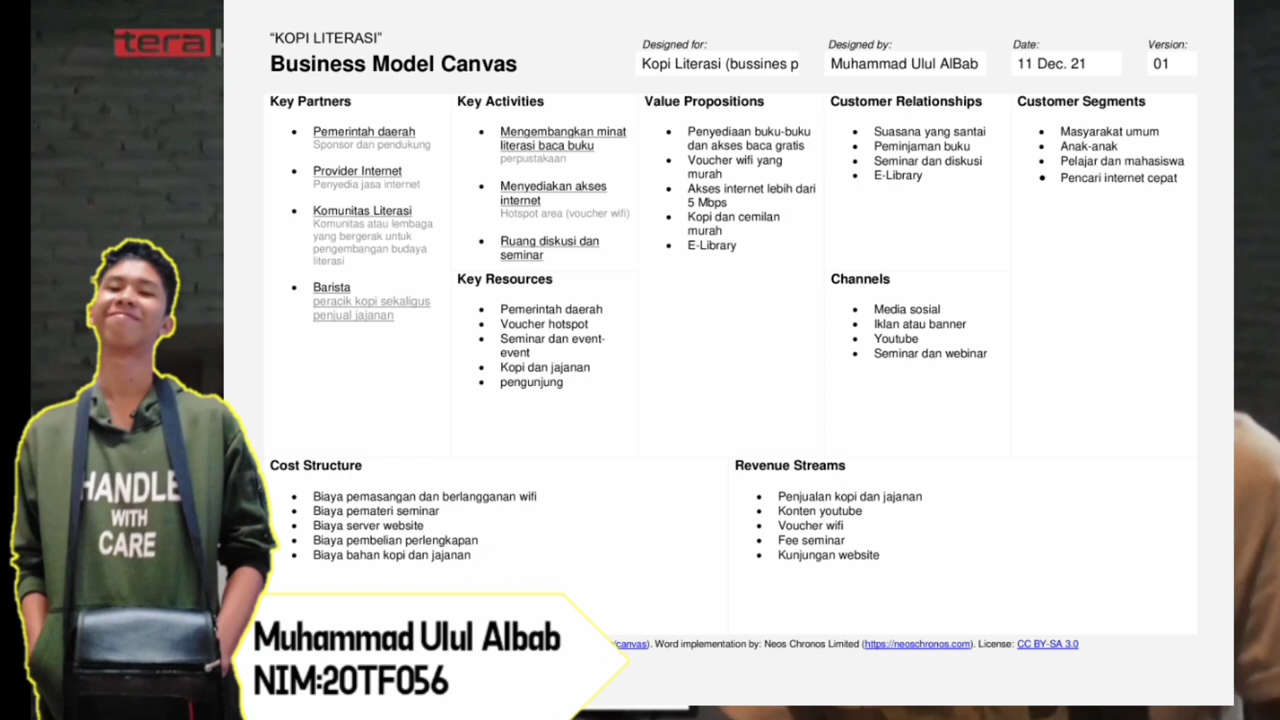 tera
"KOPI LITERASI"
Business Model Canvas
Designed for:
Kopi Literasi (bussines p
Designed by:
Muhammad Ulul AlBab
Date:
11 Dec. 21
Version:
01
Key Partners
Pemerintah daerah
Sponsor dan pendukung
Provider Internet
Penyedia jasa internet
Komunitas Literasi
Komunitas atau lembaga
yang bergerak untuk
pengembangan budaya
literasi
Barista
peracik kopi sekaligus
penjual jajanan
Key Activities
Mengembangkan minat
literasi baca buku
perpustakaan
Menyediakan akses
internet
Hotspot area (voucher wifi)
Ruang diskusi dan
seminar
Key Resources
Pemerintah daerah
Voucher hotspot
Seminar dan event-
event
Kopi dan jajanan
pengunjung
Value Propositions
Penyediaan buku-buku
dan akses baca gratis
Voucher wifi yang
murah
Akses internet lebih dari
5 Mbps
Kopi dan cemilan
murah
E-Library
Customer Relationships
Suasana yang santai
Peminjaman buku
Seminar dan diskusi
E-Library
Channels
Media sosial
Iklan atau banner
Youtube
Seminar dan webinar
Customer Segments
Masyarakat umum
Anak-anak
Pelajar dan mahasiswa
Pencari internet cepat
Cost Structure
Biaya pemasangan dan berlangganan wifi
Biaya pemateri seminar
Biaya server website
Biaya pembelian perlengkapan
Biaya bahan kopi dan jajanan
Revenue Streams
Penjualan kopi dan jajanan
Konten youtube
Voucher wifi
Fee seminar
Kunjungan website
/canvas). Word implementation by: Neos Chronos Limited (https://neoschronos.com). License: CC BY-SA 3.0
HANDLE
WITH
CARE
Muhammad Ulul Albab
NIM:20TF056